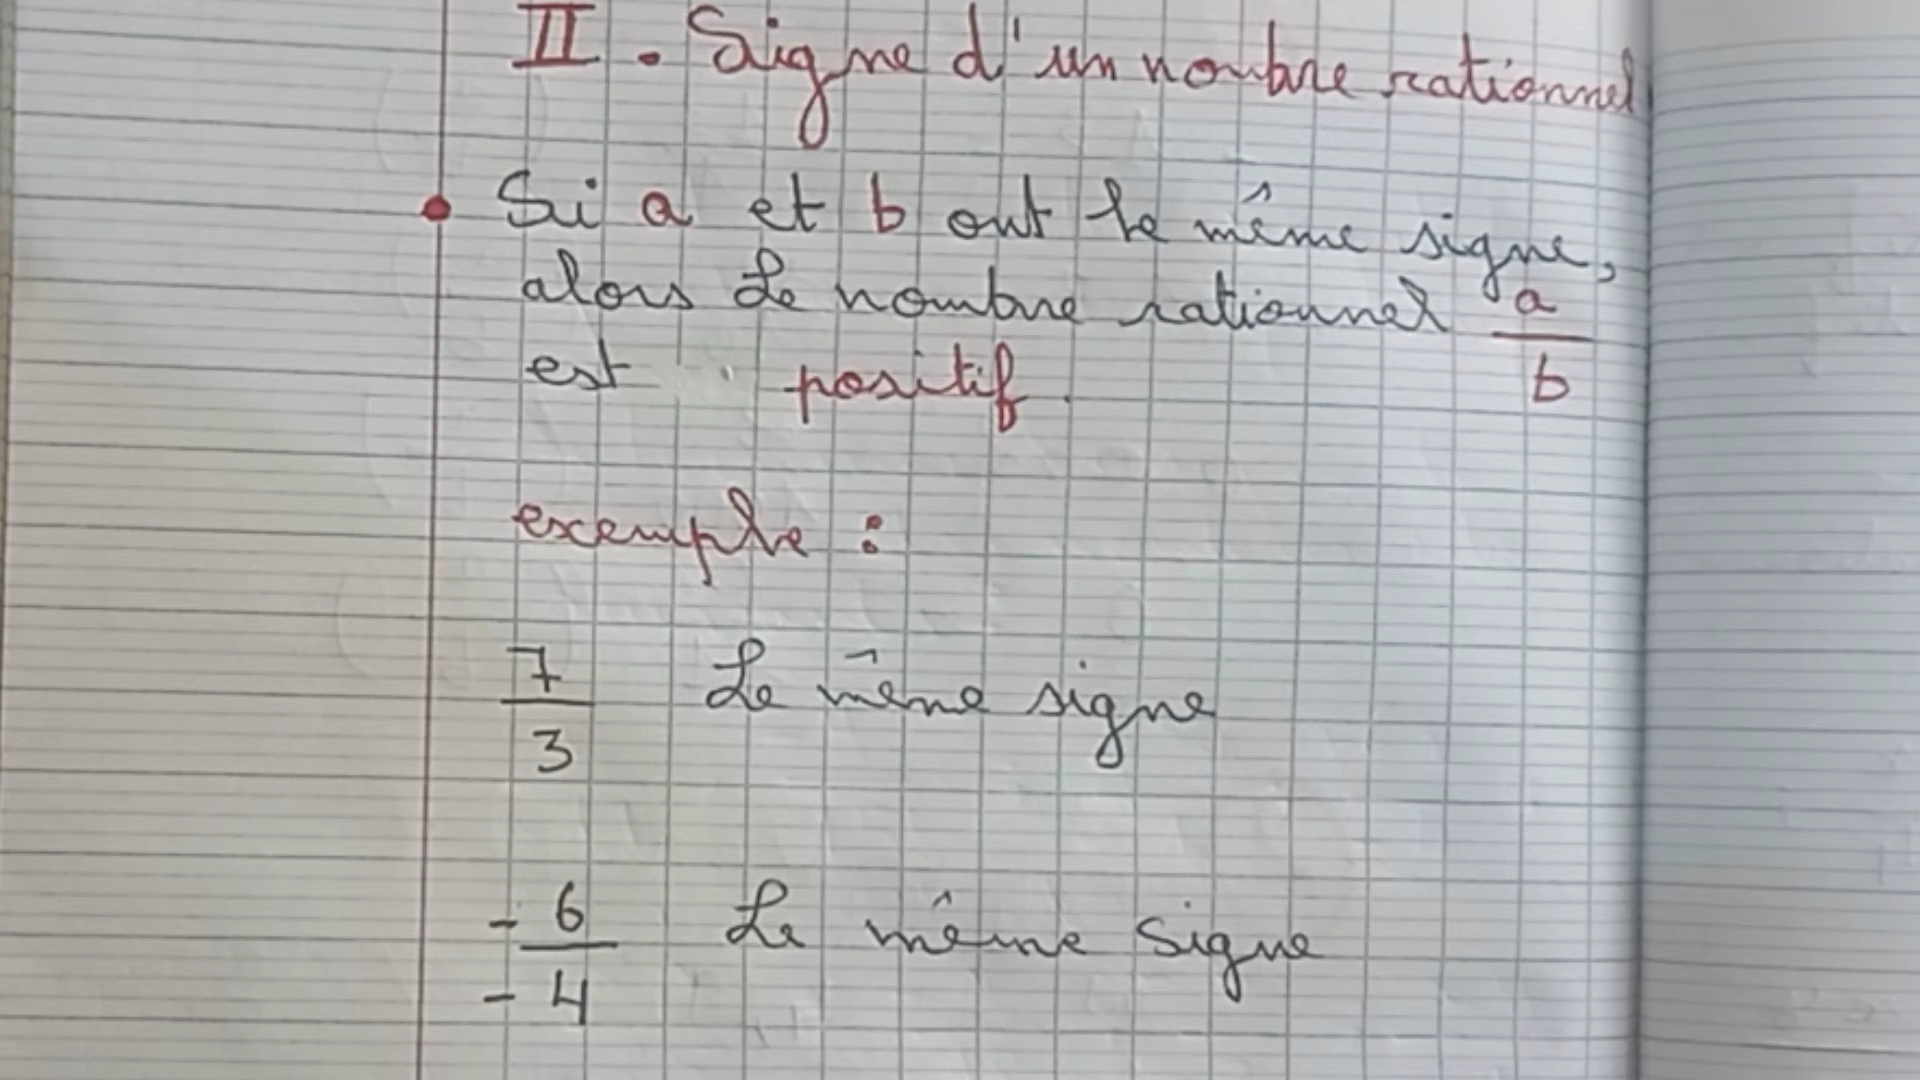 II. Signe d'un nombre rationnel
Si a et b ont le même signe,
alors le nombre rationnel a/b
est positif.
exemple :
7/3 Le même signe
-6/-4 Le même signe